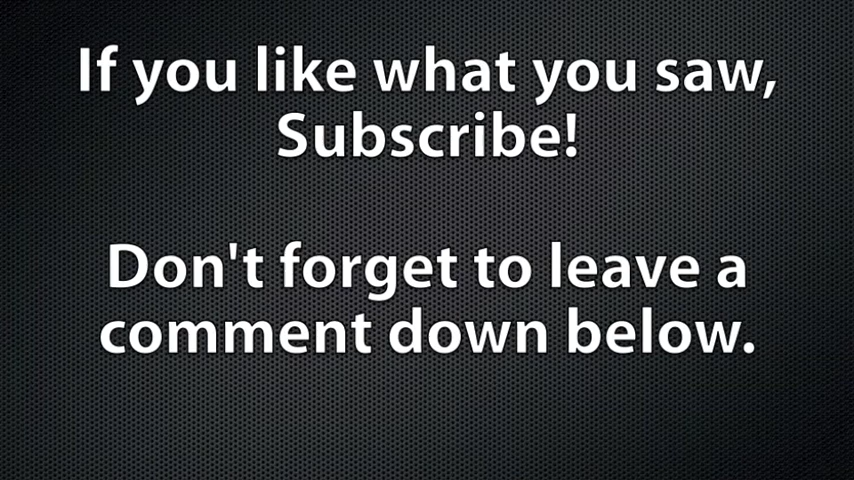 If you like what you saw,
Subscribe!
Don't forget to leave a
comment down below.